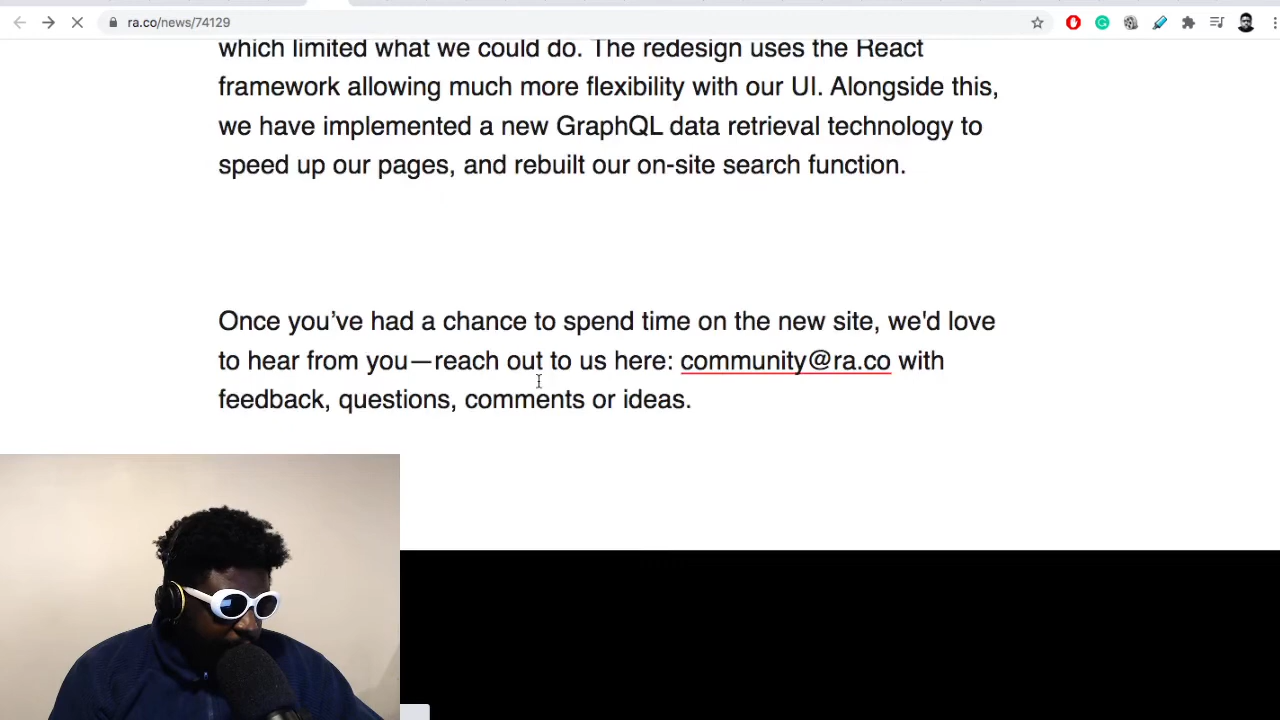 ra.co/news/74129
which limited what we could do. The redesign uses the React
framework allowing much more flexibility with our UI. Alongside this,
we have implemented a new GraphQL data retrieval technology to
speed up our pages, and rebuilt our on-site search function.
Once you’ve had a chance to spend time on the new site, we'd love
to hear from you—reach out to us here: community@ra.co with
feedback, questions, comments or ideas.